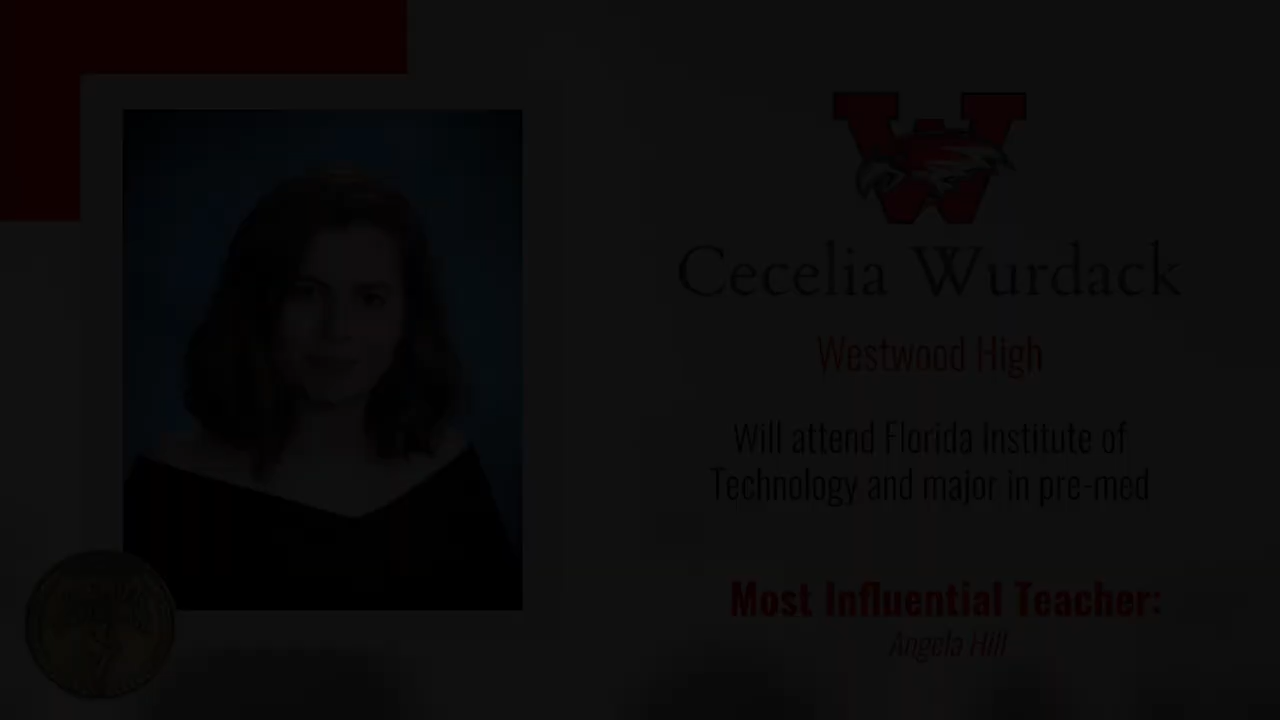 W
Cecelia Wurdack
Westwood High
Will attend Florida Institute of
Technology and major in pre-med
Most Influential Teacher:
Angela Hill